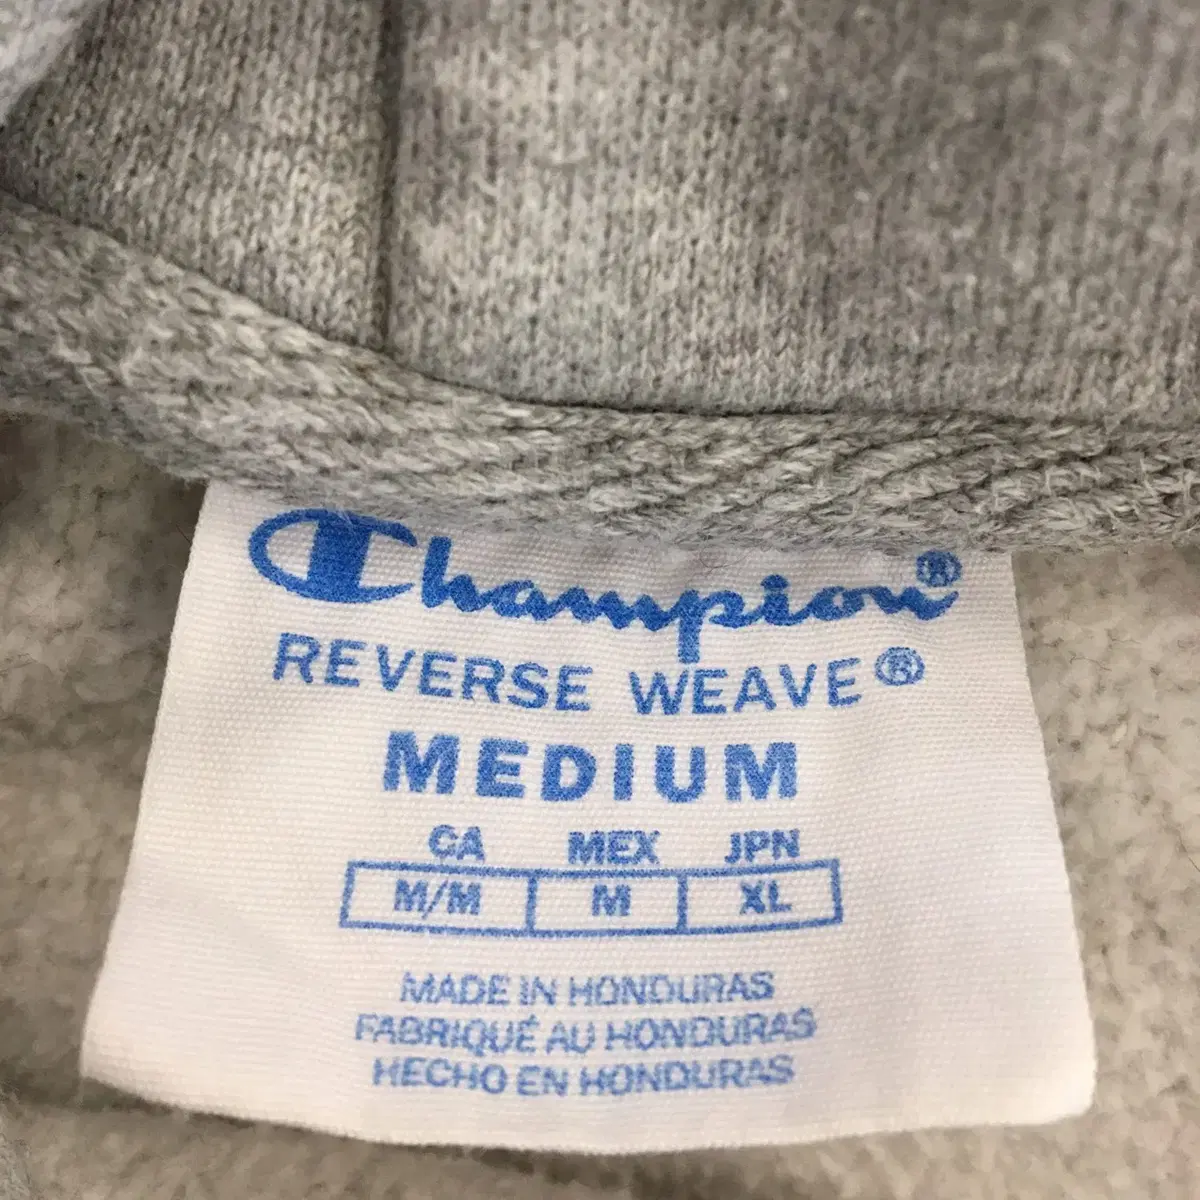 Champion®
REVERSE WEAVE®
MEDIUM
CA MEX JPN
M/M M XL
MADE IN HONDURAS
FABRIQUÉ AU HONDURAS
HECHO EN HONDURAS